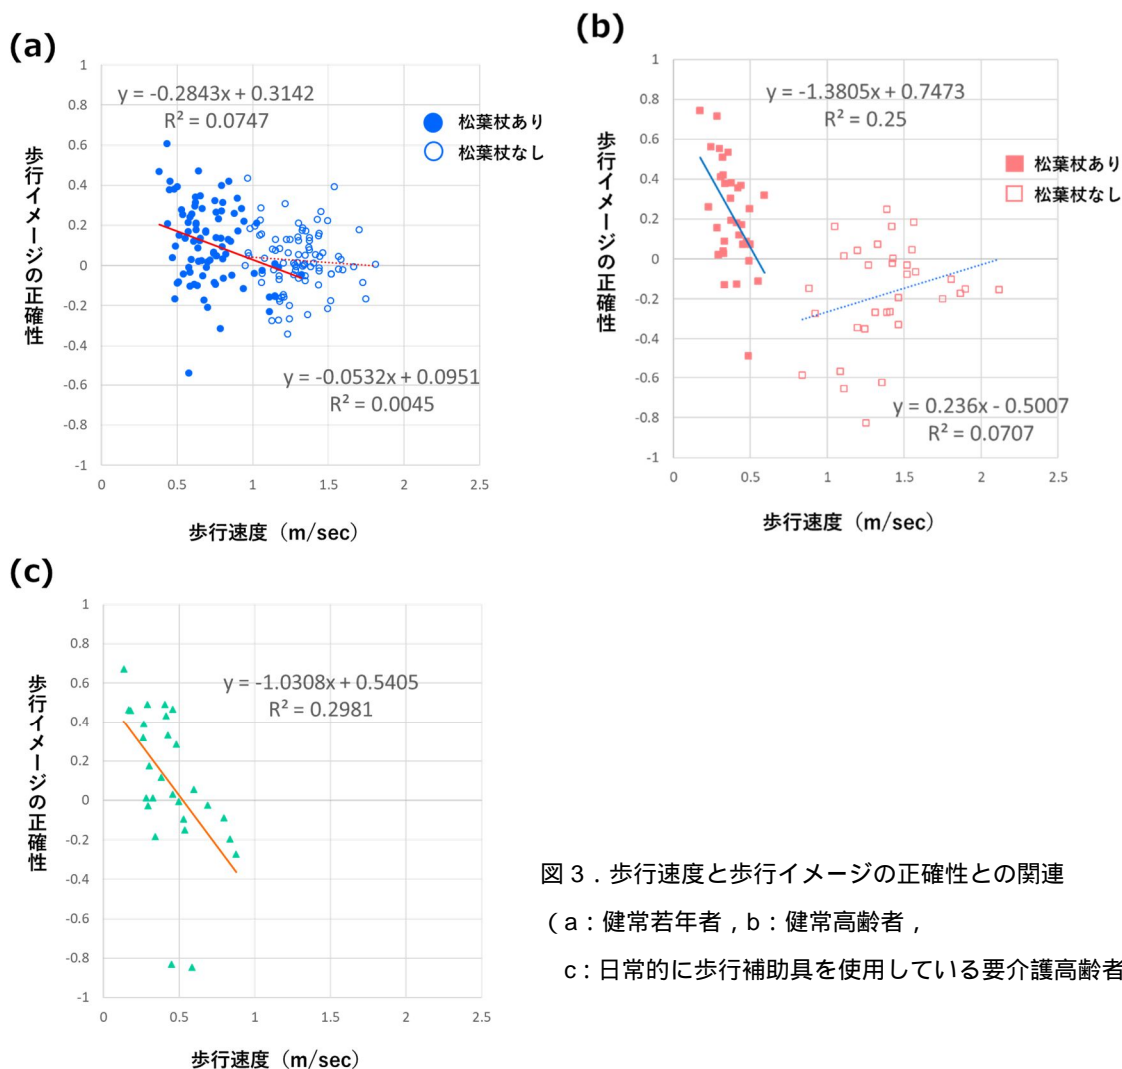 (a)
1
0.8
0.6
0.4
0.2
0
-0.2
-0.4
-0.6
-0.8
-1
0
0.5
1
1.5
2
2.5
y = -0.2843x + 0.3142
R² = 0.0747
松葉杖あり
松葉杖なし
y = -0.0532x + 0.0951
R² = 0.0045
歩行イメージの正確性
歩行速度（m/sec）
(b)
1
0.8
0.6
0.4
0.2
0
-0.2
-0.4
-0.6
-0.8
-1
0
0.5
1
1.5
2
2.5
y = -1.3805x + 0.7473
R² = 0.25
松葉杖あり
松葉杖なし
y = 0.236x - 0.5007
R² = 0.0707
歩行イメージの正確性
歩行速度（m/sec）
(c)
1
0.8
0.6
0.4
0.2
0
-0.2
-0.4
-0.6
-0.8
-1
0
0.5
1
1.5
2
2.5
y = -1.0308x + 0.5405
R² = 0.2981
歩行イメージの正確性
歩行速度（m/sec）
図３．歩行速度と歩行イメージの正確性との関連
（a：健常若年者，b：健常高齢者，
c：日常的に歩行補助具を使用している要介護高齢者